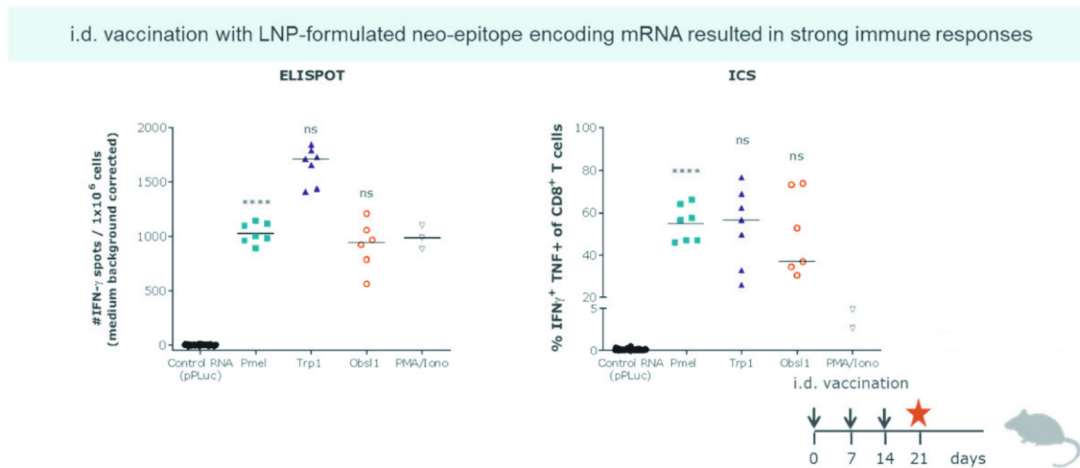 i.d. vaccination with LNP-formulated neo-epitope encoding mRNA resulted in strong immune responses
ELISPOT
#IFN-γ spots / 1x10⁶ cells
(medium background corrected)
2000
1500
1000
500
0
****
ns
ns
Control RNA
(pPLuc)
Pmel
Trp1
Obsl1
PMA/Iono
ICS
% IFNγ⁺ TNF+ of CD8⁺ T cells
100
80
60
40
20
5
0
****
ns
ns
Control RNA
(pPLuc)
Pmel
Trp1
Obsl1
PMA/Iono
i.d. vaccination
0 7 14 21 days